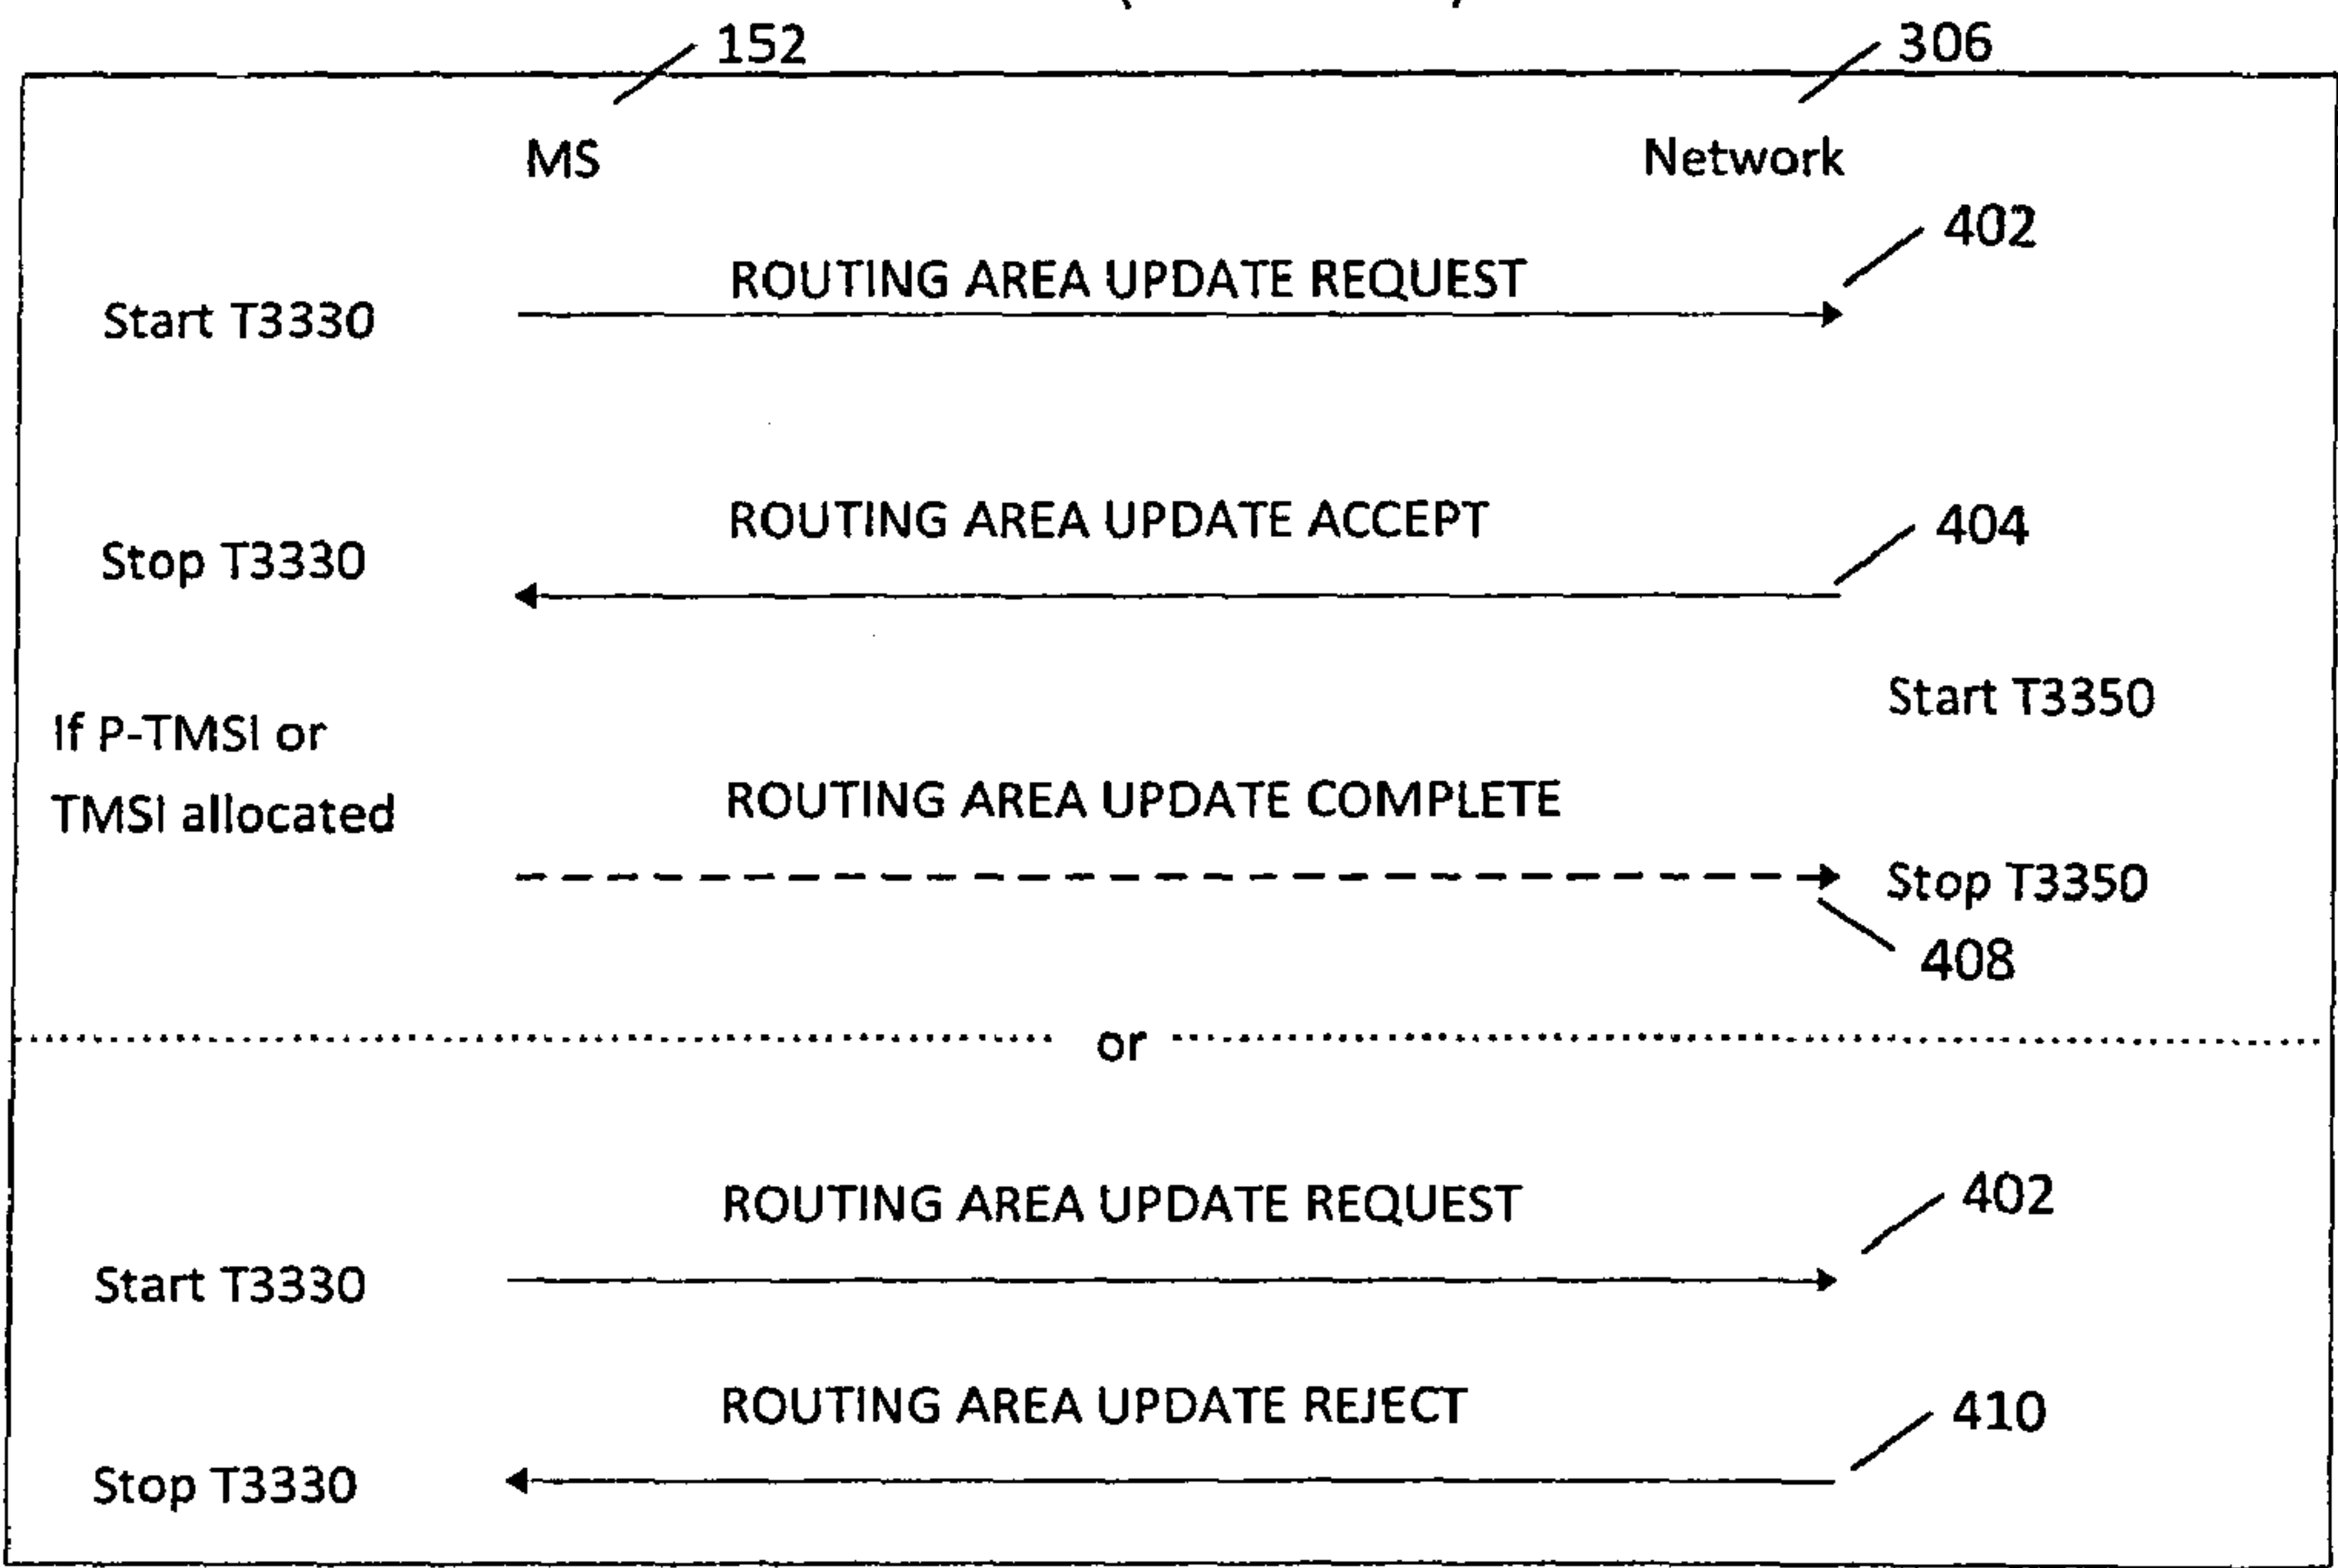 152
306
MS
Network
402
ROUTING AREA UPDATE REQUEST
Start T3330
ROUTING AREA UPDATE ACCEPT
404
Stop T3330
Start T3350
If P-TMSI or
TMSI allocated
ROUTING AREA UPDATE COMPLETE
Stop T3350
408
or
402
ROUTING AREA UPDATE REQUEST
Start T3330
ROUTING AREA UPDATE REJECT
410
Stop T3330